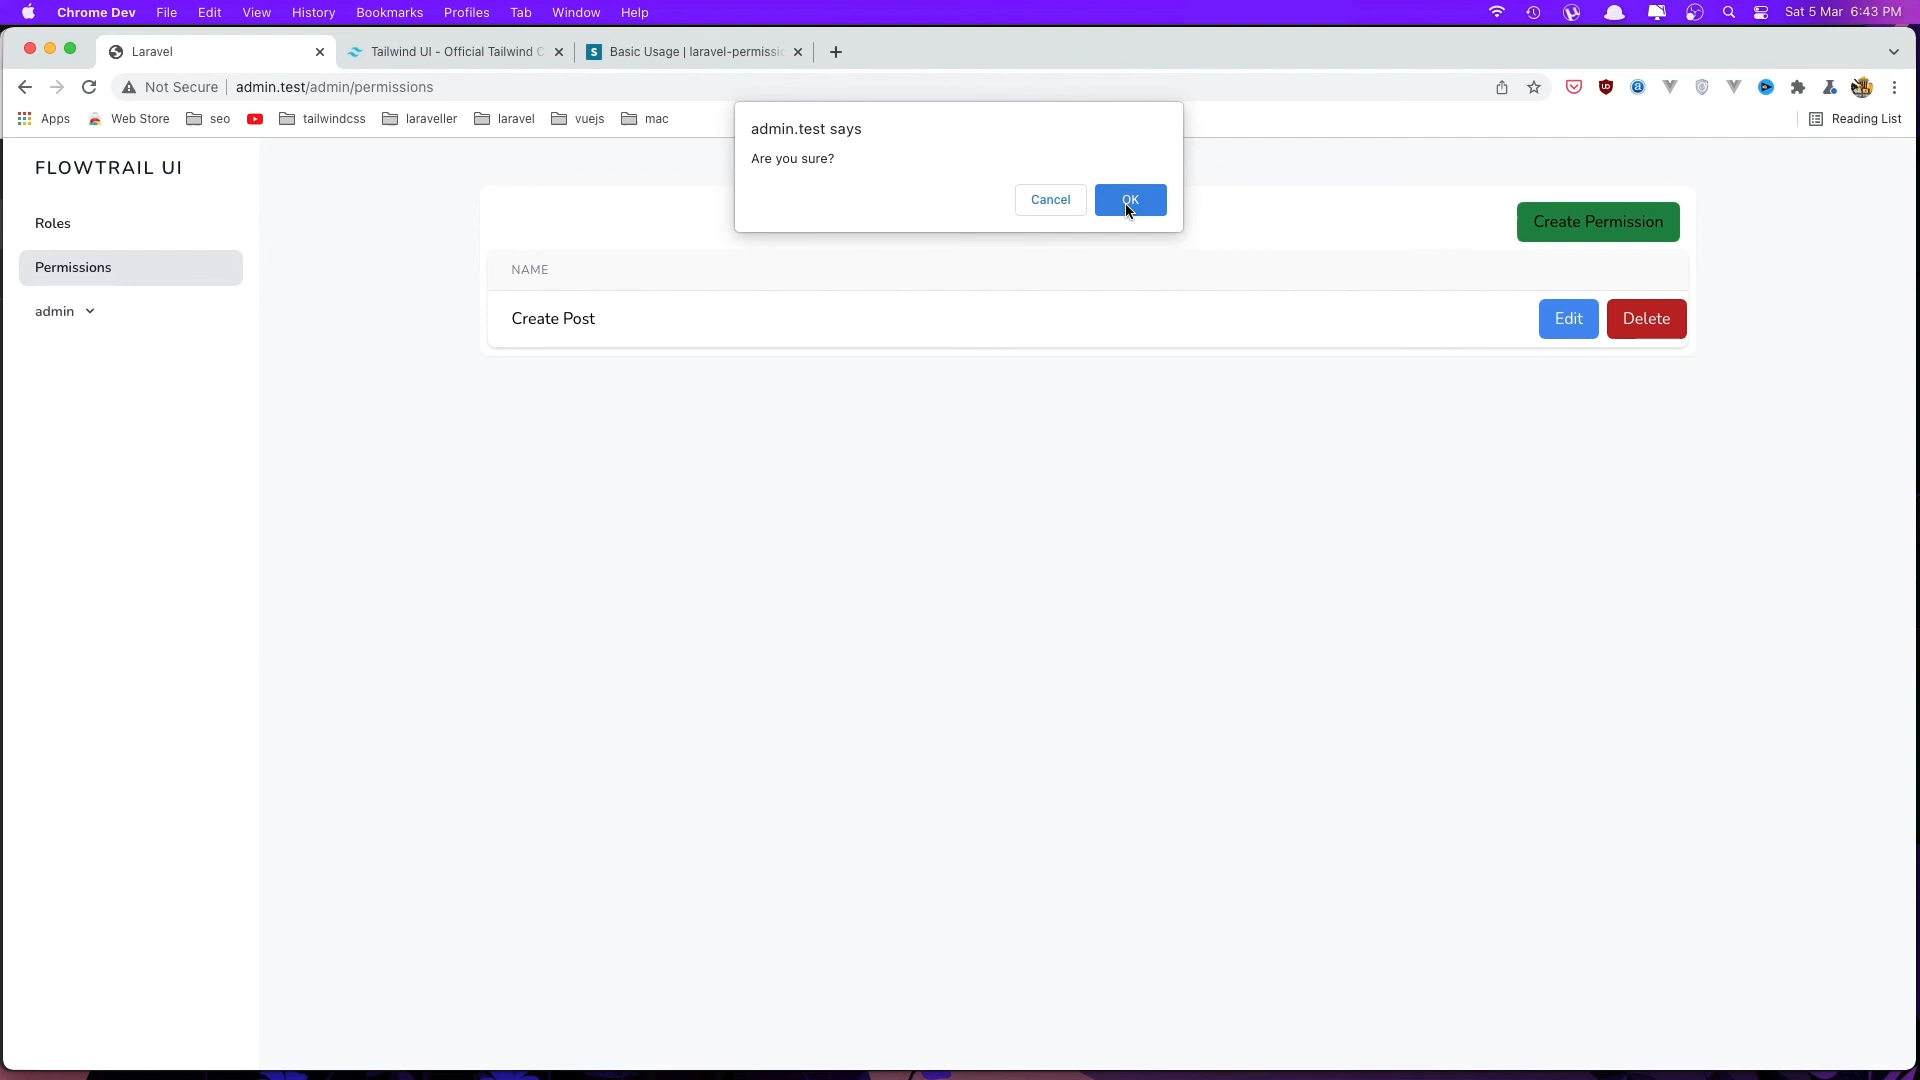 Chrome Dev File Edit View History Bookmarks Profiles Tab Window Help Sat 5 Mar 6:43 PM
Laravel Tailwind UI - Official Tailwind C Basic Usage | laravel-permissi
Not Secure admin.test/admin/permissions
Apps Web Store seo tailwindcss laraveller laravel vuejs mac Reading List
admin.test says
Are you sure?
Cancel OK
FLOWTRAIL UI
Roles
Permissions
admin
Create Permission
NAME
Create Post Edit Delete